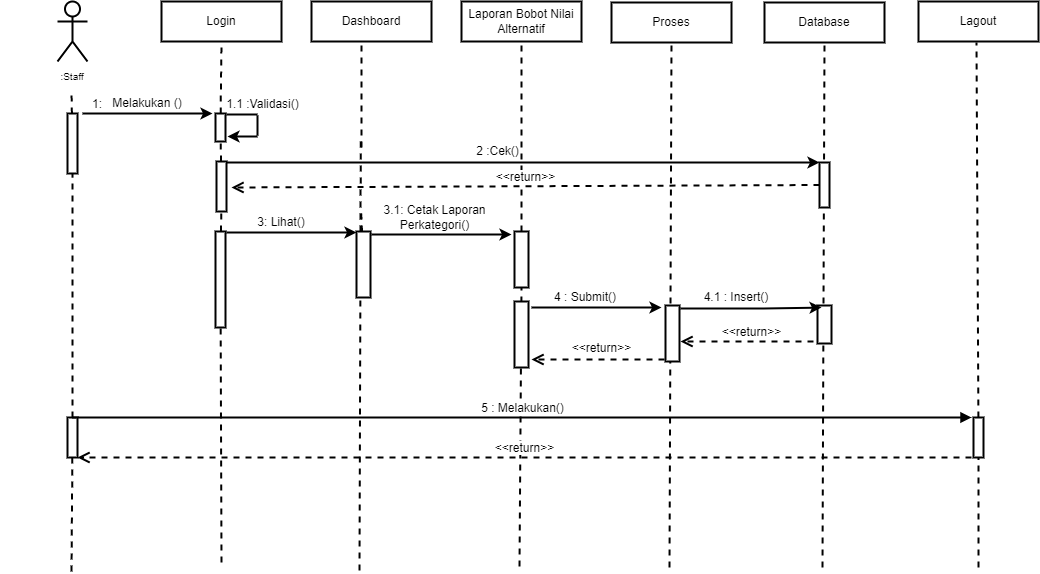 Login
Dashboard
Laporan Bobot Nilai
Alternatif
Proses
Database
Lagout
:Staff
1: Melakukan ()
1.1 :Validasi()
2 :Cek()
<<return>>
3: Lihat()
3.1: Cetak Laporan
Perkategori()
4 : Submit()
4.1 : Insert()
<<return>>
<<return>>
5 : Melakukan()
<<return>>